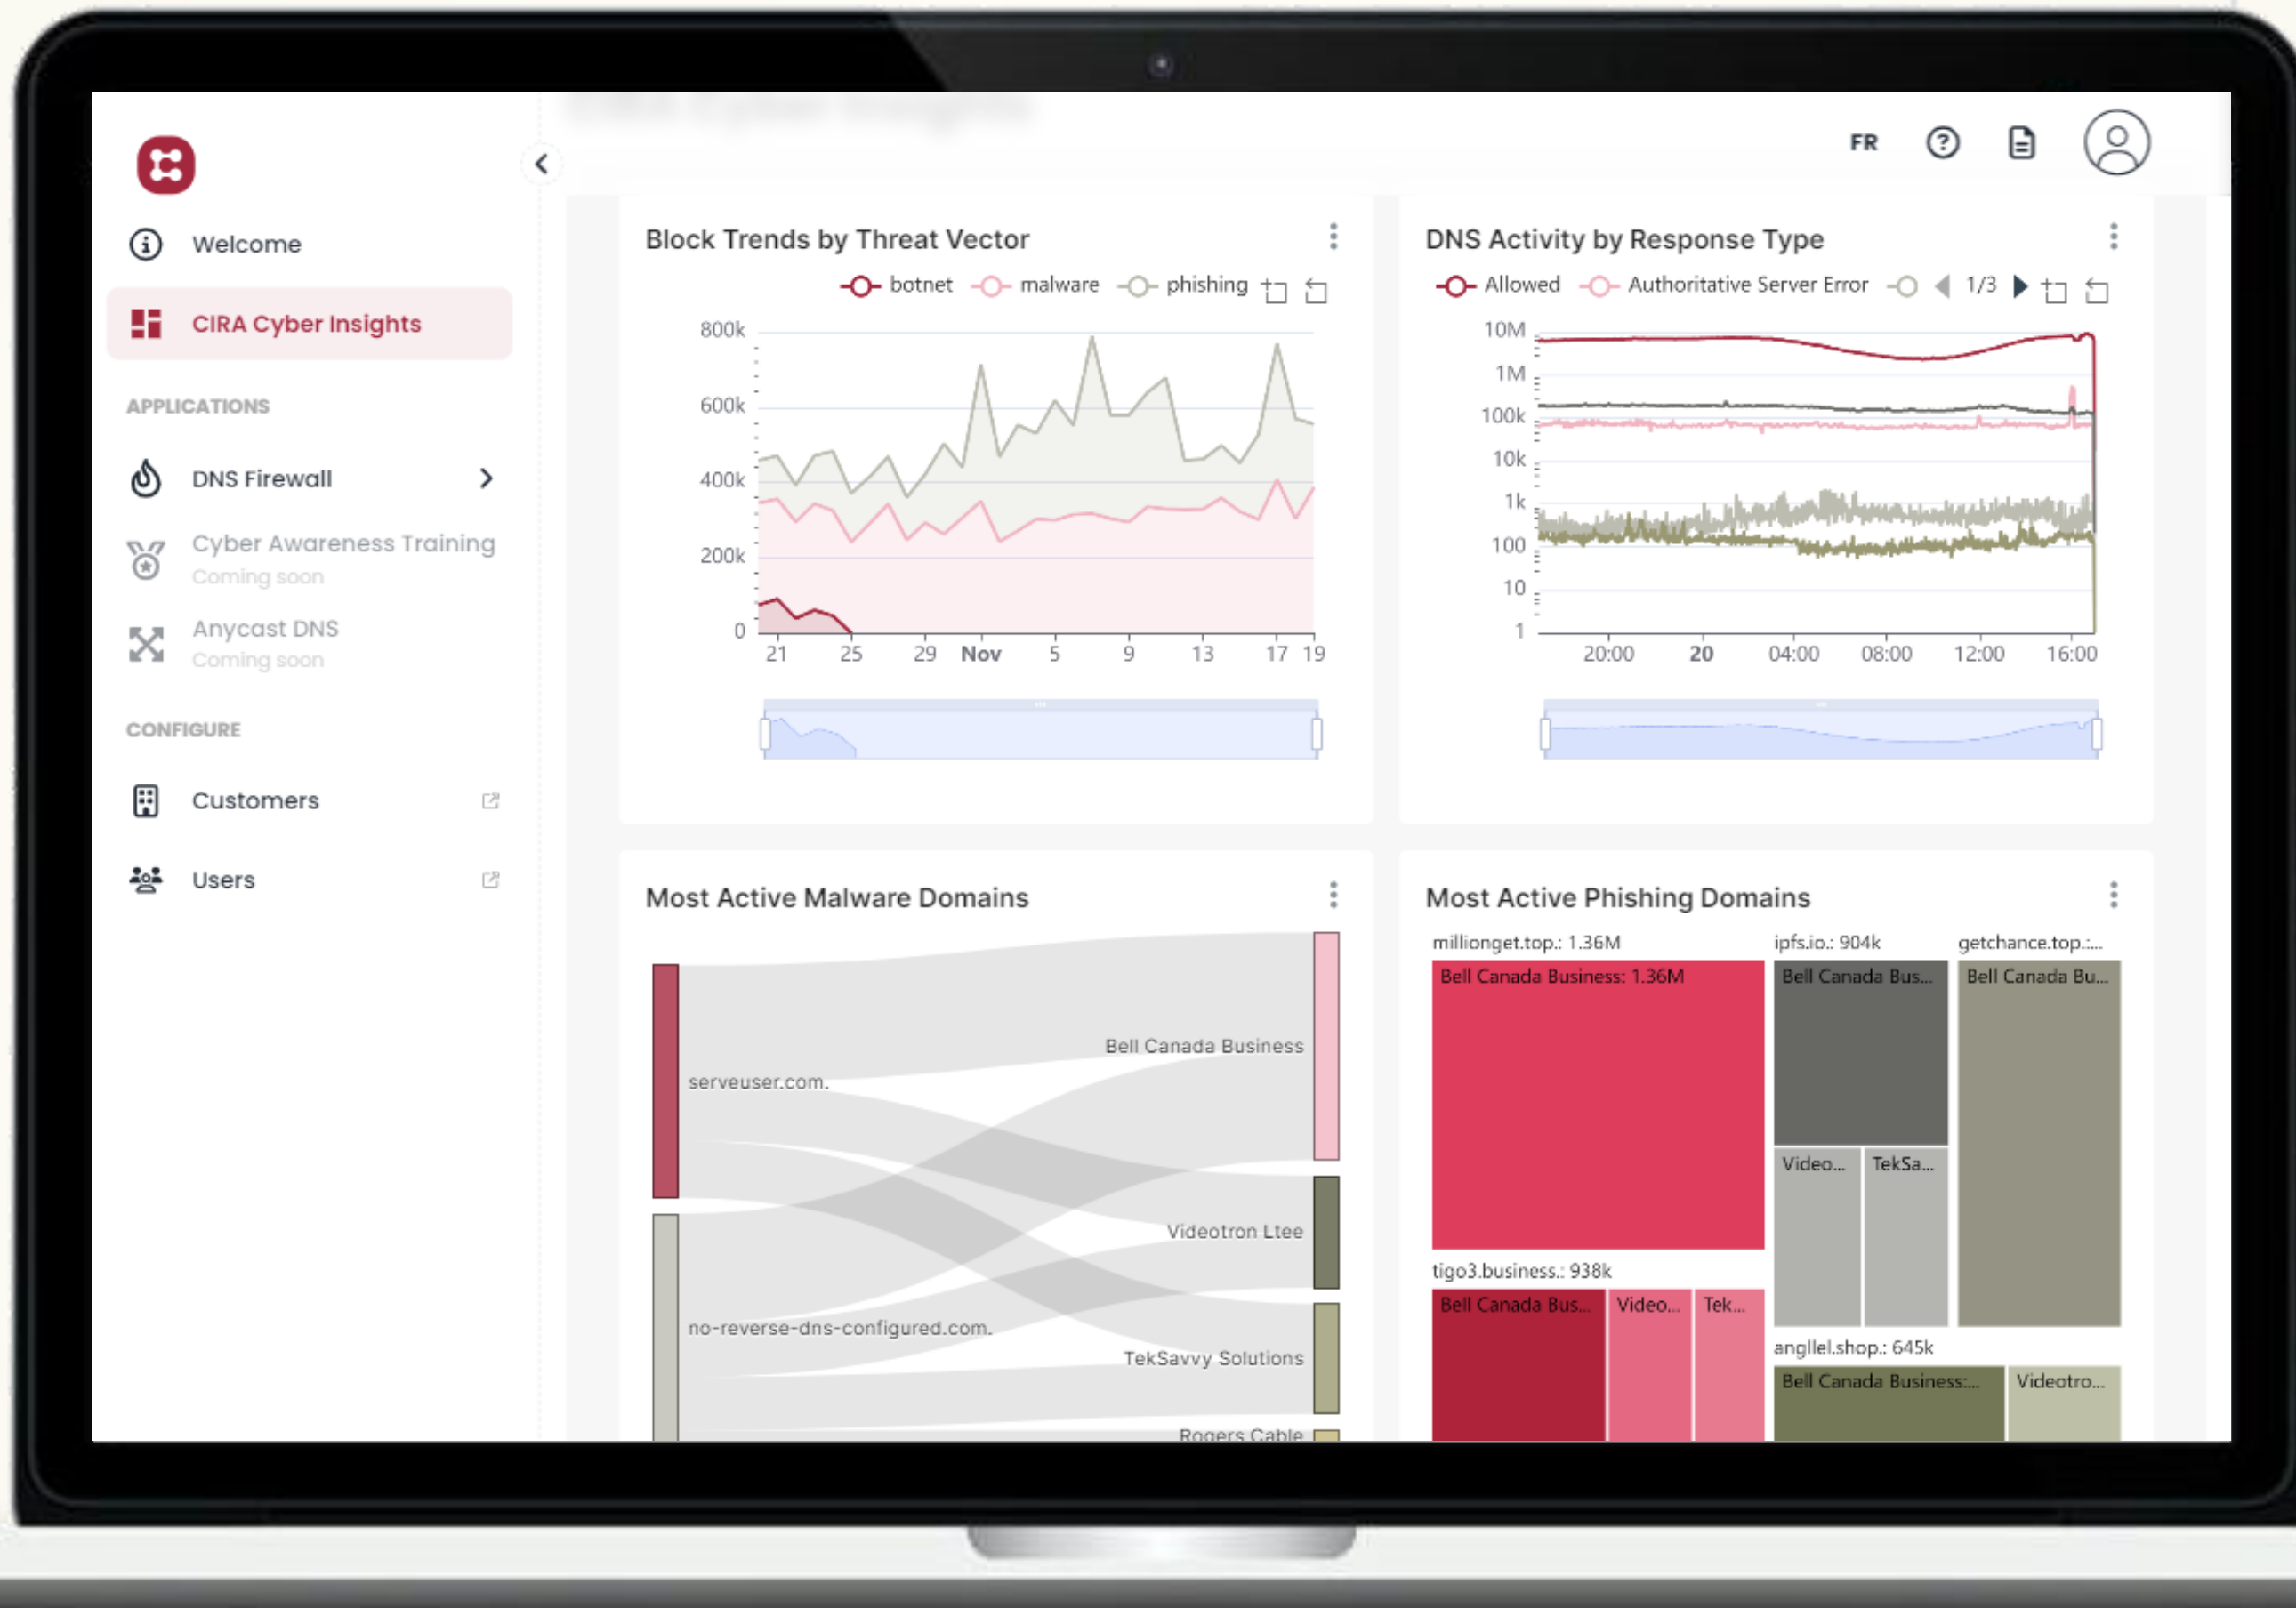 CIRA Cyber Insights
FR
Welcome
CIRA Cyber Insights
APPLICATIONS
DNS Firewall
Cyber Awareness Training
Coming soon
Anycast DNS
Coming soon
CONFIGURE
Customers
Users
Block Trends by Threat Vector
botnet malware phishing
800k
600k
400k
200k
0
21 25 29 Nov 5 9 13 17 19
DNS Activity by Response Type
Allowed Authoritative Server Error 1/3
10M
1M
100k
10k
1k
100
10
1
20:00 20 04:00 08:00 12:00 16:00
Most Active Malware Domains
Bell Canada Business
serveuser.com.
Videotron Ltee
no-reverse-dns-configured.com.
TekSavvy Solutions
Rogers Cable
Most Active Phishing Domains
millionget.top.: 1.36M ipfs.io.: 904k getchance.top.:...
Bell Canada Business: 1.36M Bell Canada Bus... Bell Canada Bu...
Video... TekSa...
tigo3.business.: 938k
Bell Canada Bus... Video... Tek...
angllel.shop.: 645k
Bell Canada Business:... Videotro...